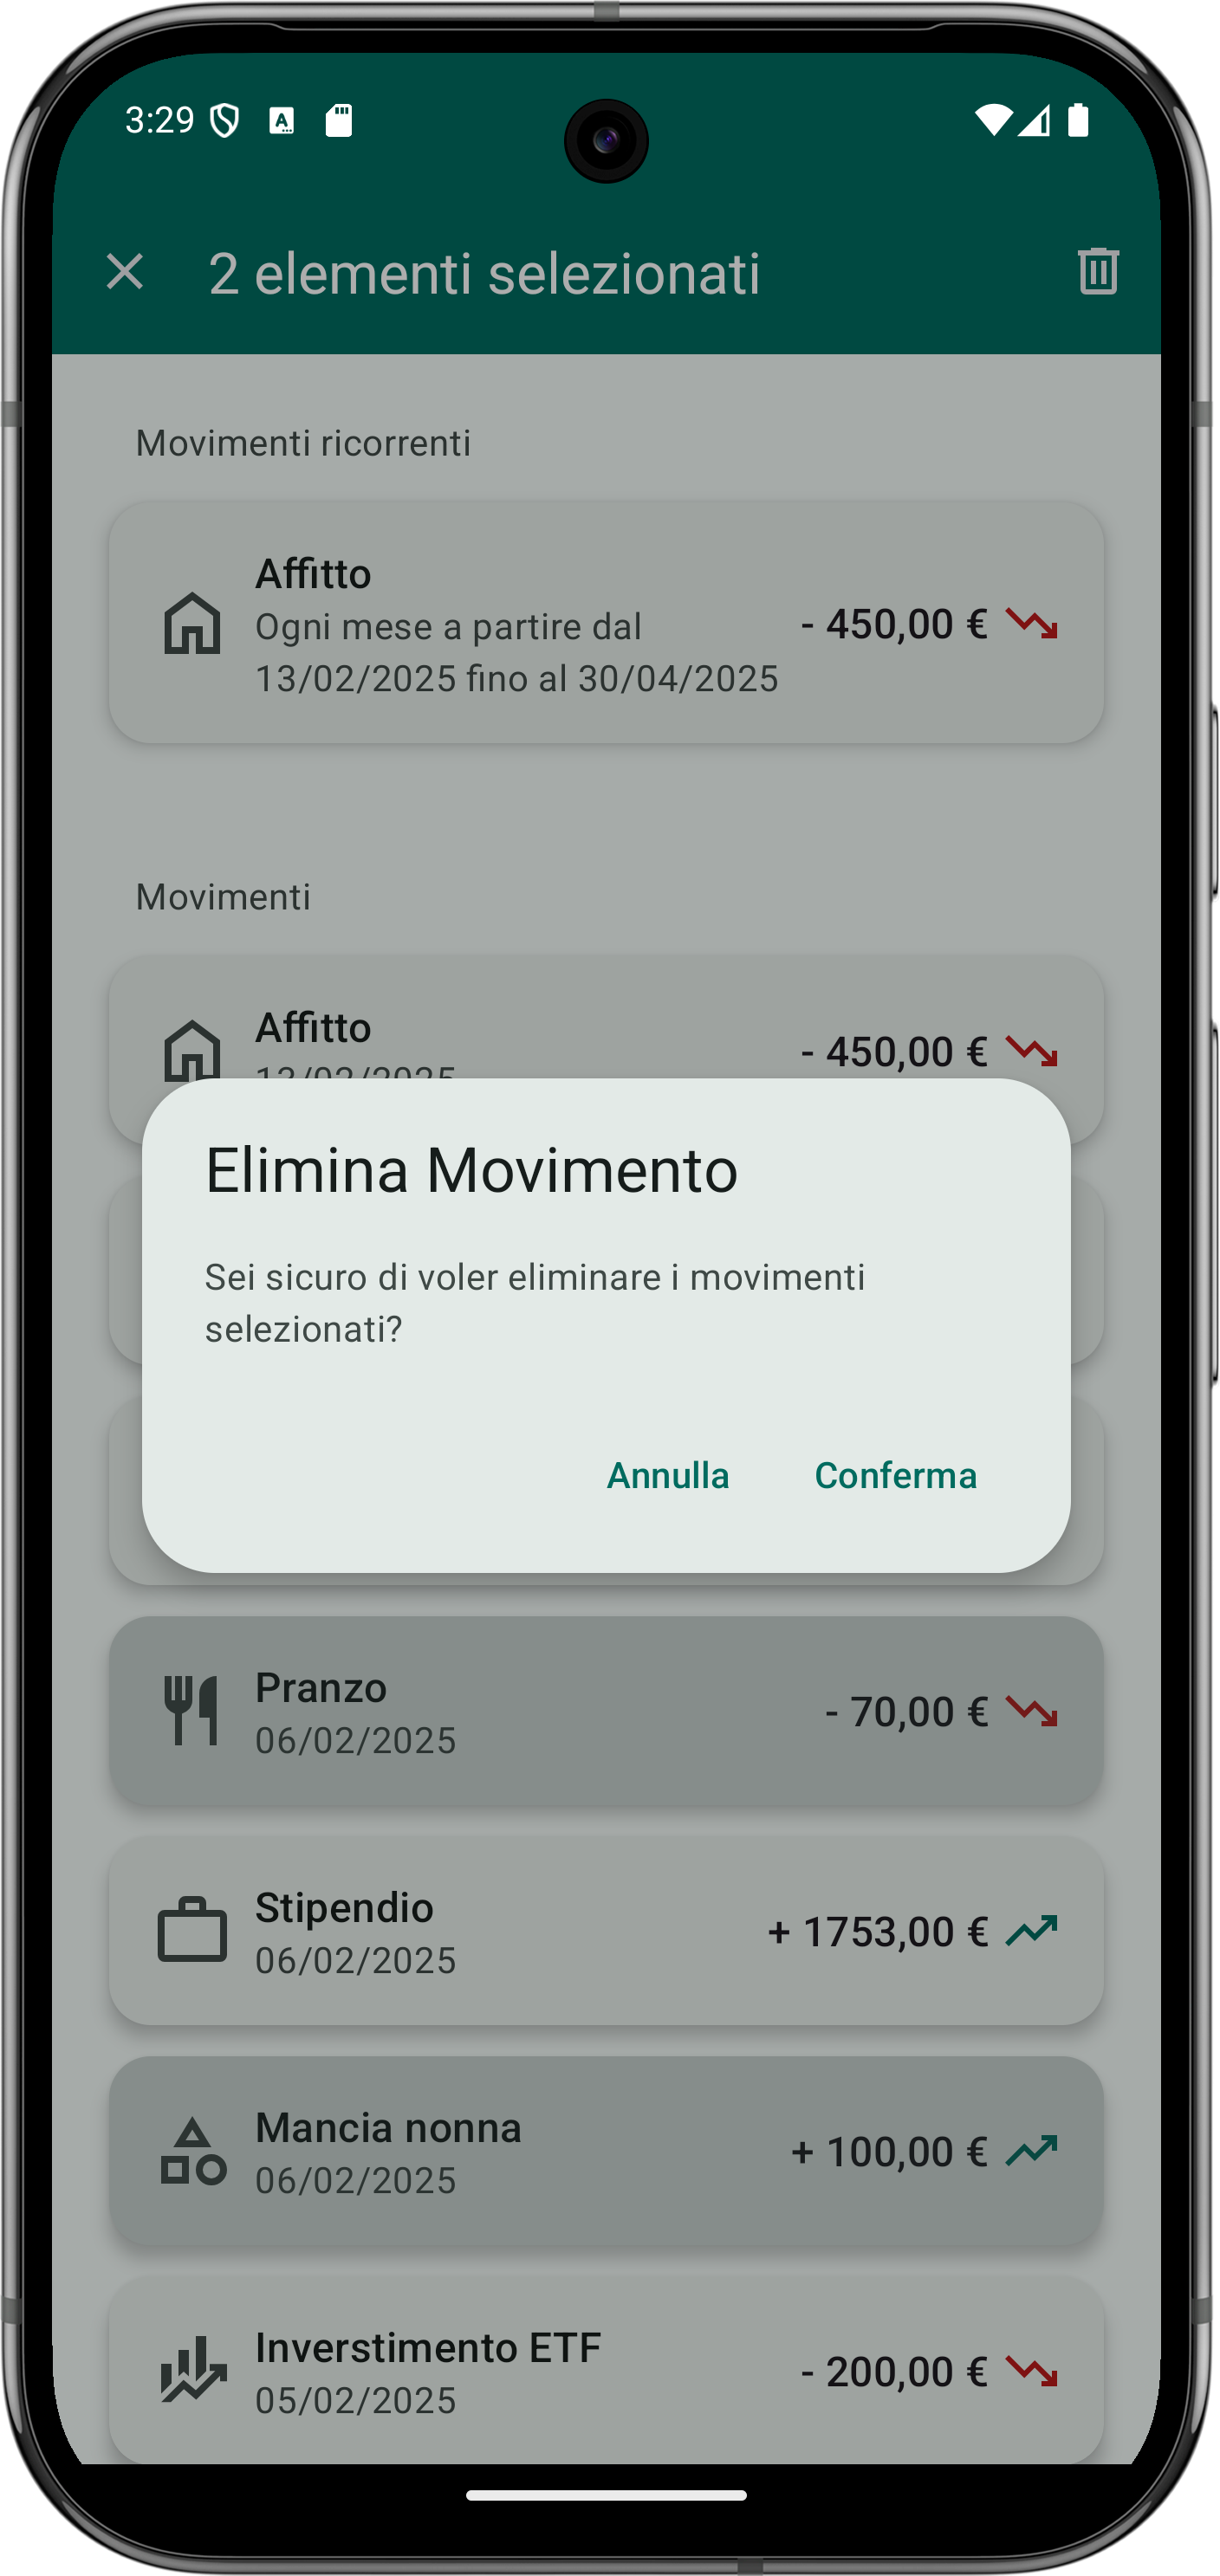 3:29
2 elementi selezionati
Movimenti ricorrenti
Affitto
Ogni mese a partire dal
13/02/2025 fino al 30/04/2025
- 450,00 €
Movimenti
Affitto
13/02/2025
- 450,00 €
Elimina Movimento
Sei sicuro di voler eliminare i movimenti
selezionati?
Annulla
Conferma
Pranzo
06/02/2025
- 70,00 €
Stipendio
06/02/2025
+ 1753,00 €
Mancia nonna
06/02/2025
+ 100,00 €
Inverstimento ETF
05/02/2025
- 200,00 €